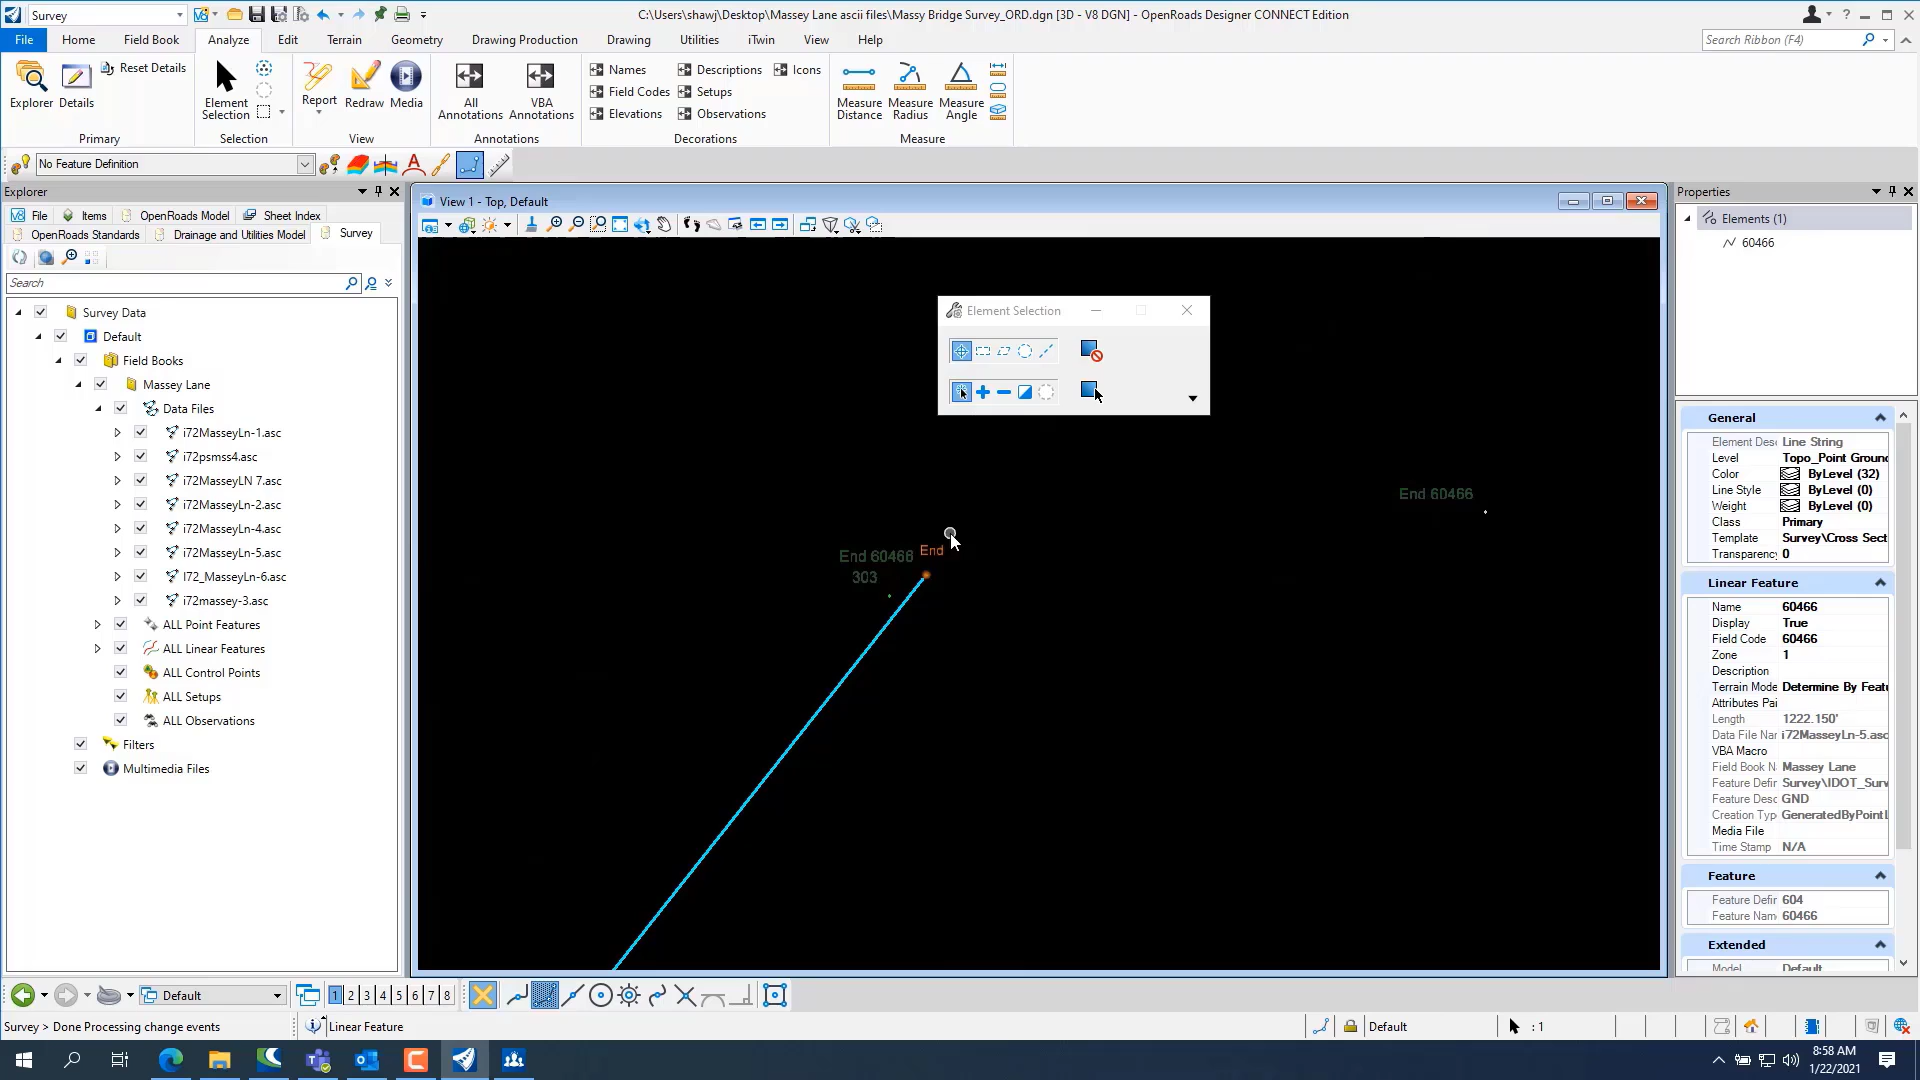 Survey
C:\Users\shawj\Desktop\Massey Lane ascii files\Massy Bridge Survey_ORD.dgn [3D - V8 DGN] - OpenRoads Designer CONNECT Edition
File Home Field Book Analyze Edit Terrain Geometry Drawing Production Drawing Utilities iTwin View Help
Search Ribbon (F4)
Explorer Details Reset Details
Primary
Element Selection
Selection
Report Redraw Media
View
All Annotations VBA Annotations
Annotations
Names Descriptions Icons
Field Codes Setups
Elevations Observations
Decorations
Measure Distance Measure Radius Measure Angle
Measure
No Feature Definition
Explorer
File Items OpenRoads Model Sheet Index
OpenRoads Standards Drainage and Utilities Model Survey
Search
Survey Data
Default
Field Books
Massey Lane
Data Files
i72MasseyLn-1.asc
i72psmss4.asc
i72MasseyLN 7.asc
i72MasseyLn-2.asc
i72MasseyLn-4.asc
i72MasseyLn-5.asc
I72_MasseyLn-6.asc
i72massey-3.asc
ALL Point Features
ALL Linear Features
ALL Control Points
ALL Setups
ALL Observations
Filters
Multimedia Files
View 1 - Top, Default
Element Selection
End 60466
End 60466 End
303
Properties
Elements (1)
60466
General
Element Desc Line String
Level Topo_Point Ground
Color ByLevel (32)
Line Style ByLevel (0)
Weight ByLevel (0)
Class Primary
Template Survey\Cross Sect
Transparency 0
Linear Feature
Name 60466
Display True
Field Code 60466
Zone 1
Description
Terrain Mode Determine By Featu
Attributes Pai
Length 1222.150'
Data File Nar i72MasseyLn-5.asc
VBA Macro
Field Book N Massey Lane
Feature Defir Survey\IDOT_Surv
Feature Desc GND
Creation Typ GeneratedByPointL
Media File
Time Stamp N/A
Feature
Feature Defir 604
Feature Nam 60466
Extended
Model Default
Default 1 2 3 4 5 6 7 8
Survey > Done Processing change events Linear Feature Default : 1
8:58 AM
1/22/2021